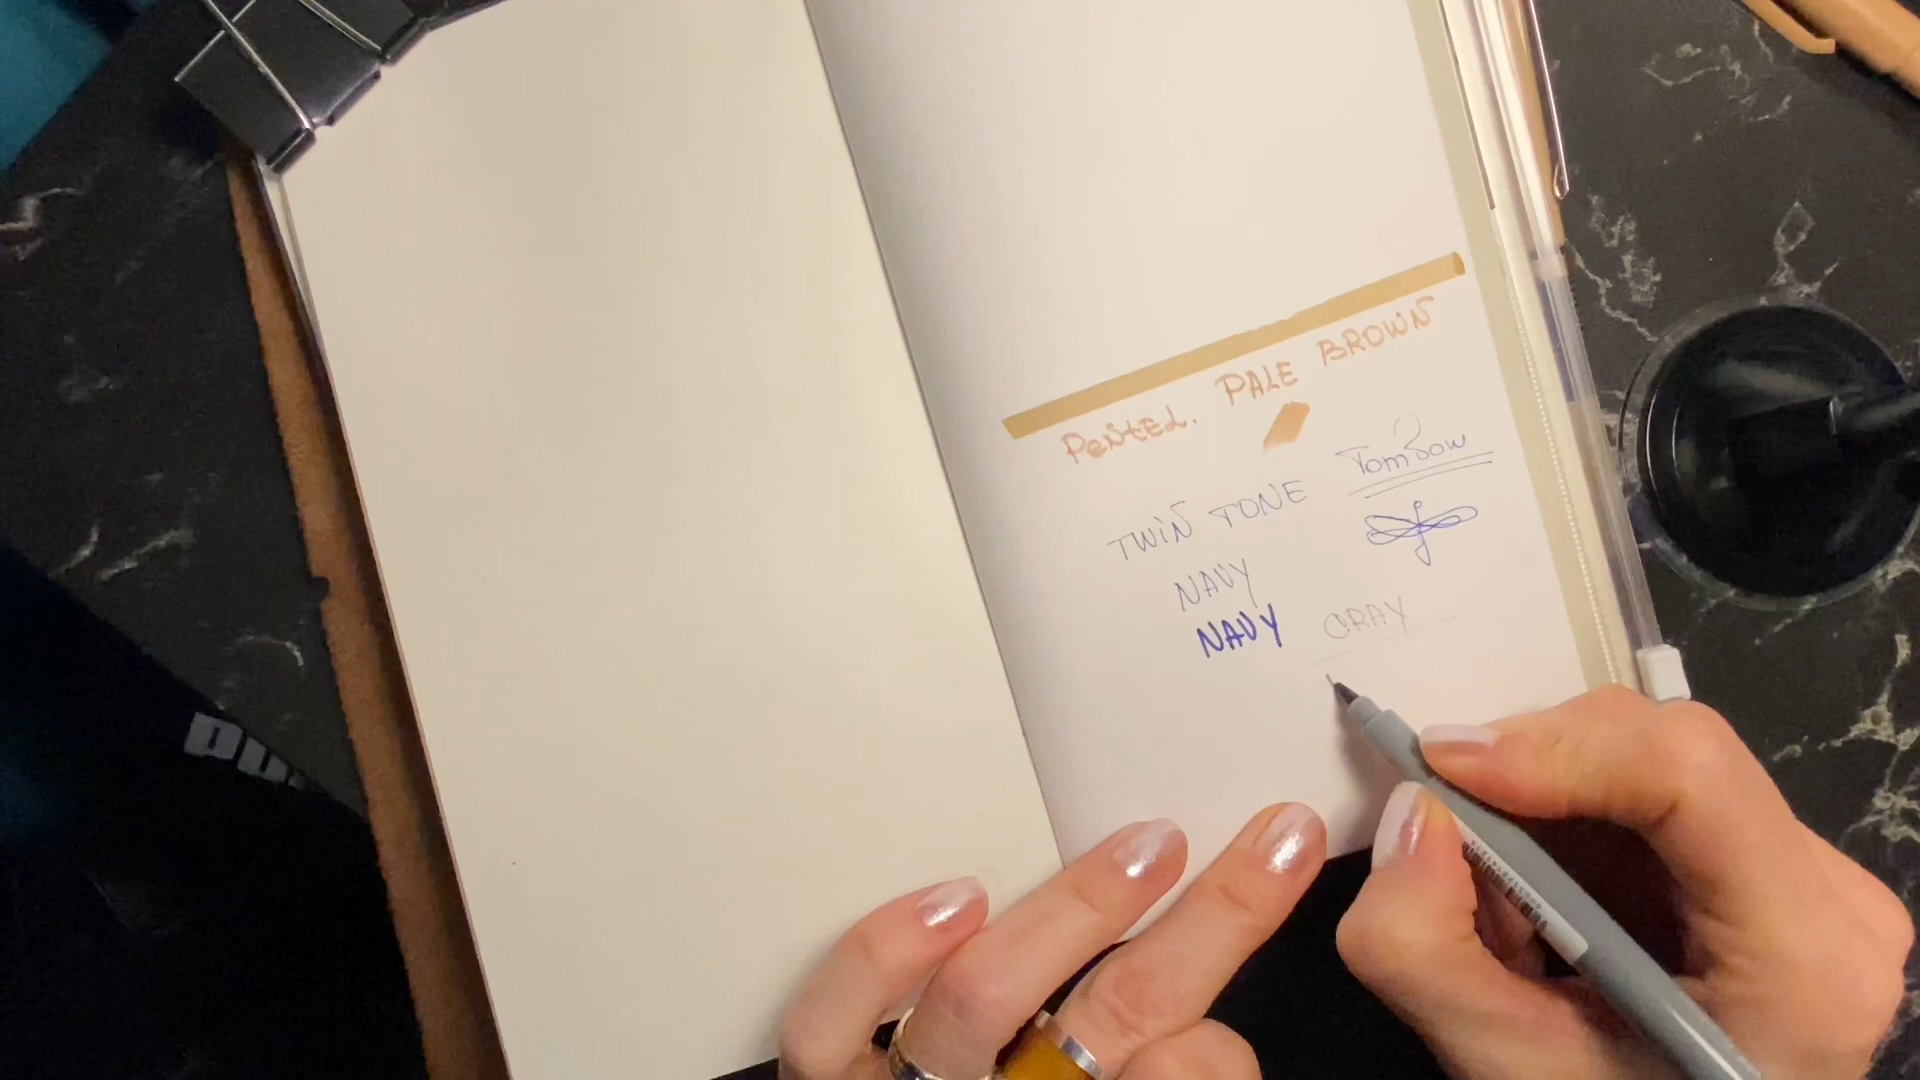 PENTEL. PALE BROWN
TomBow
TWIN TONE
NAVY
NAVY GRAY